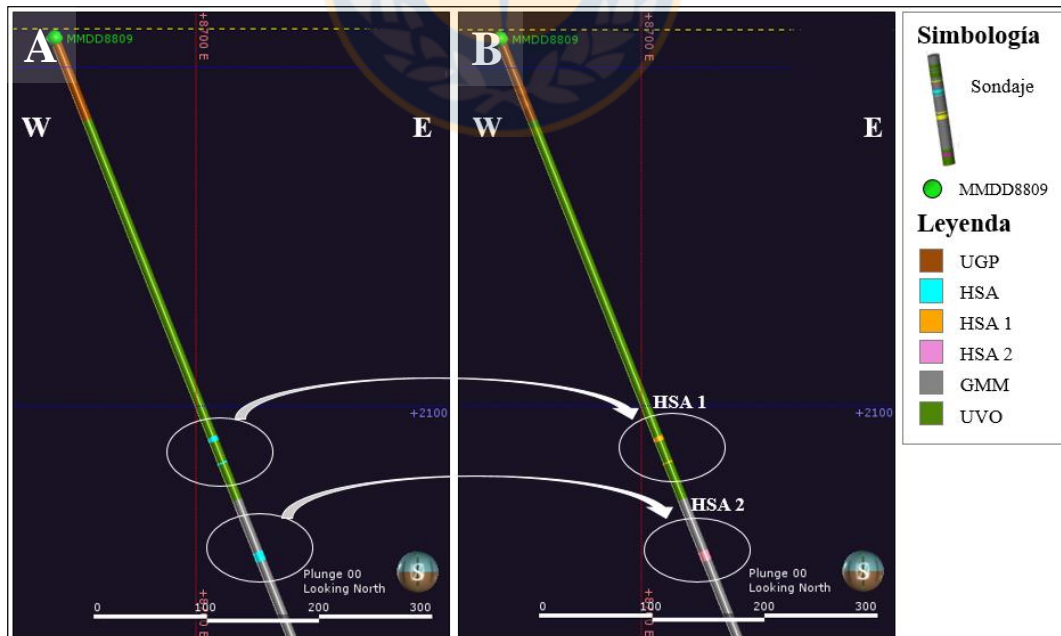 A
MMDD8809
+8700 E
W
E
+2100
Plunge 00
Looking North
S
0
100
200
300
B
MMDD8809
+8700 E
W
E
HSA 1
+2100
HSA 2
Plunge 00
Looking North
S
0
100
200
300
Simbología
Sondaje
MMDD8809
Leyenda
UGP
HSA
HSA 1
HSA 2
GMM
UVO